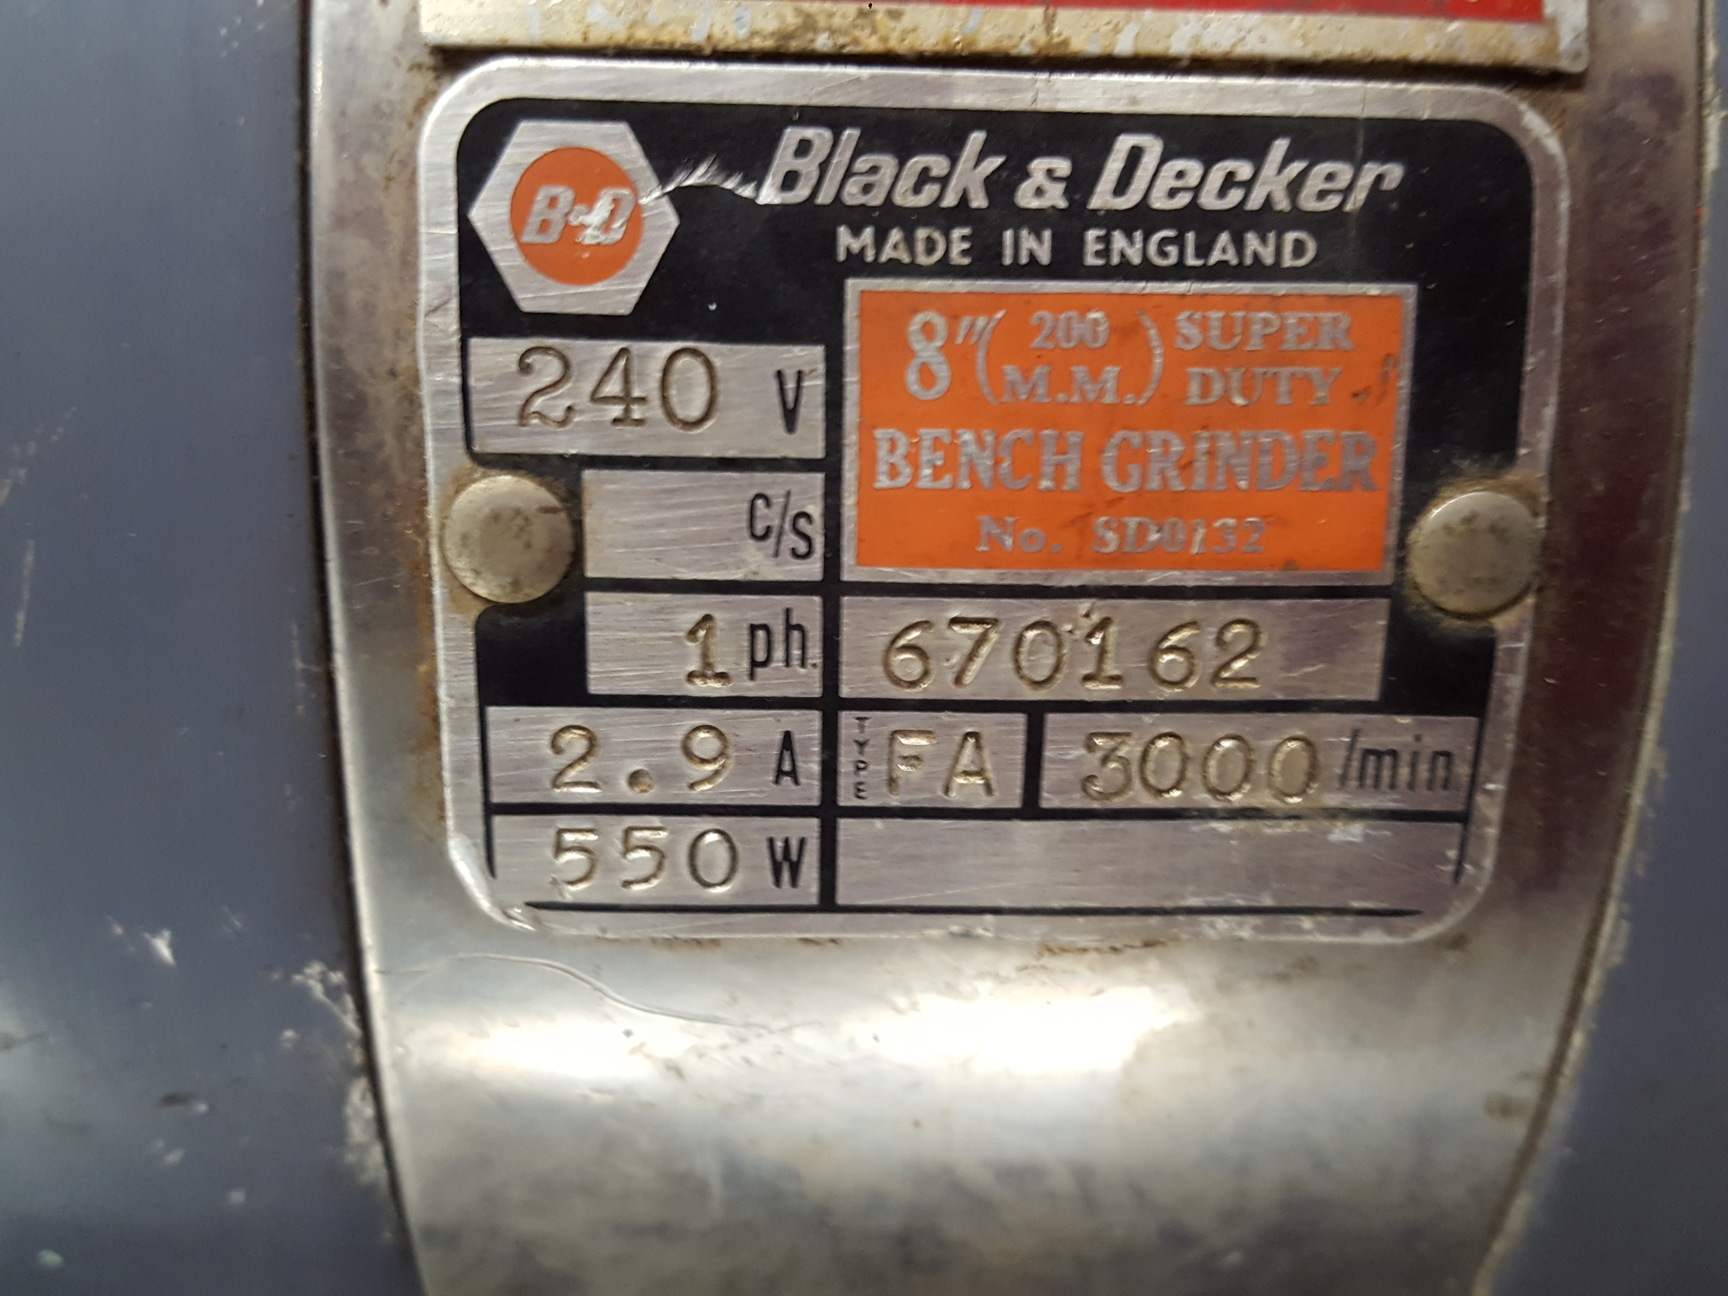 B&D
Black & Decker
MADE IN ENGLAND
8" (200 M.M.) SUPER DUTY
BENCH GRINDER
No. SD0132
240 V
C/S
1 ph.
670162
2.9 A
TYPE FA
3000 /min
550 W